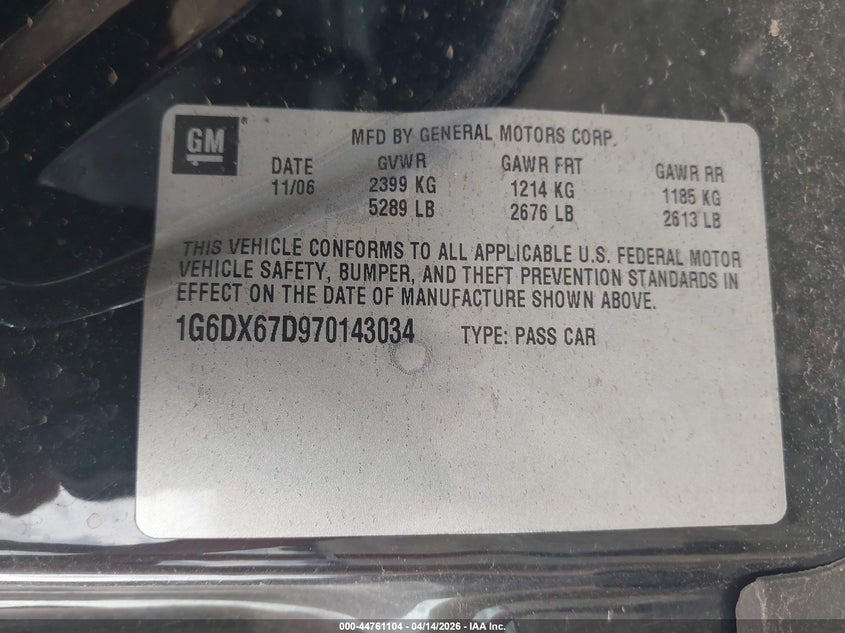 GM ®
MFD BY GENERAL MOTORS CORP.
DATE GVWR GAWR FRT GAWR RR
11/06 2399 KG 1214 KG 1185 KG
5289 LB 2676 LB 2613 LB
THIS VEHICLE CONFORMS TO ALL APPLICABLE U.S. FEDERAL MOTOR
VEHICLE SAFETY, BUMPER, AND THEFT PREVENTION STANDARDS IN
EFFECT ON THE DATE OF MANUFACTURE SHOWN ABOVE.
1G6DX67D970143034 TYPE: PASS CAR
000-44761104 - 04/14/2026 - IAA Inc.